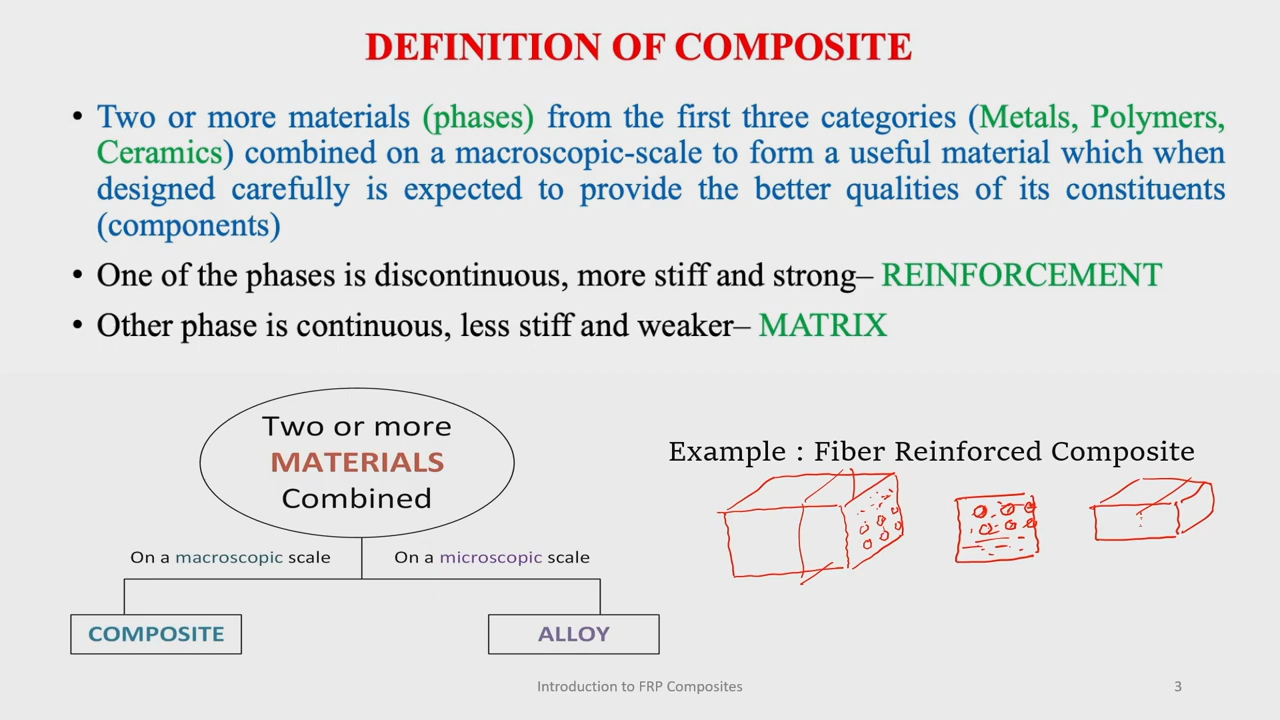 DEFINITION OF COMPOSITE
• Two or more materials (phases) from the first three categories (Metals, Polymers,
Ceramics) combined on a macroscopic-scale to form a useful material which when
designed carefully is expected to provide the better qualities of its constituents
(components)
• One of the phases is discontinuous, more stiff and strong– REINFORCEMENT
• Other phase is continuous, less stiff and weaker– MATRIX
Two or more
MATERIALS
Combined
On a macroscopic scale
On a microscopic scale
COMPOSITE
ALLOY
Example : Fiber Reinforced Composite
Introduction to FRP Composites
3